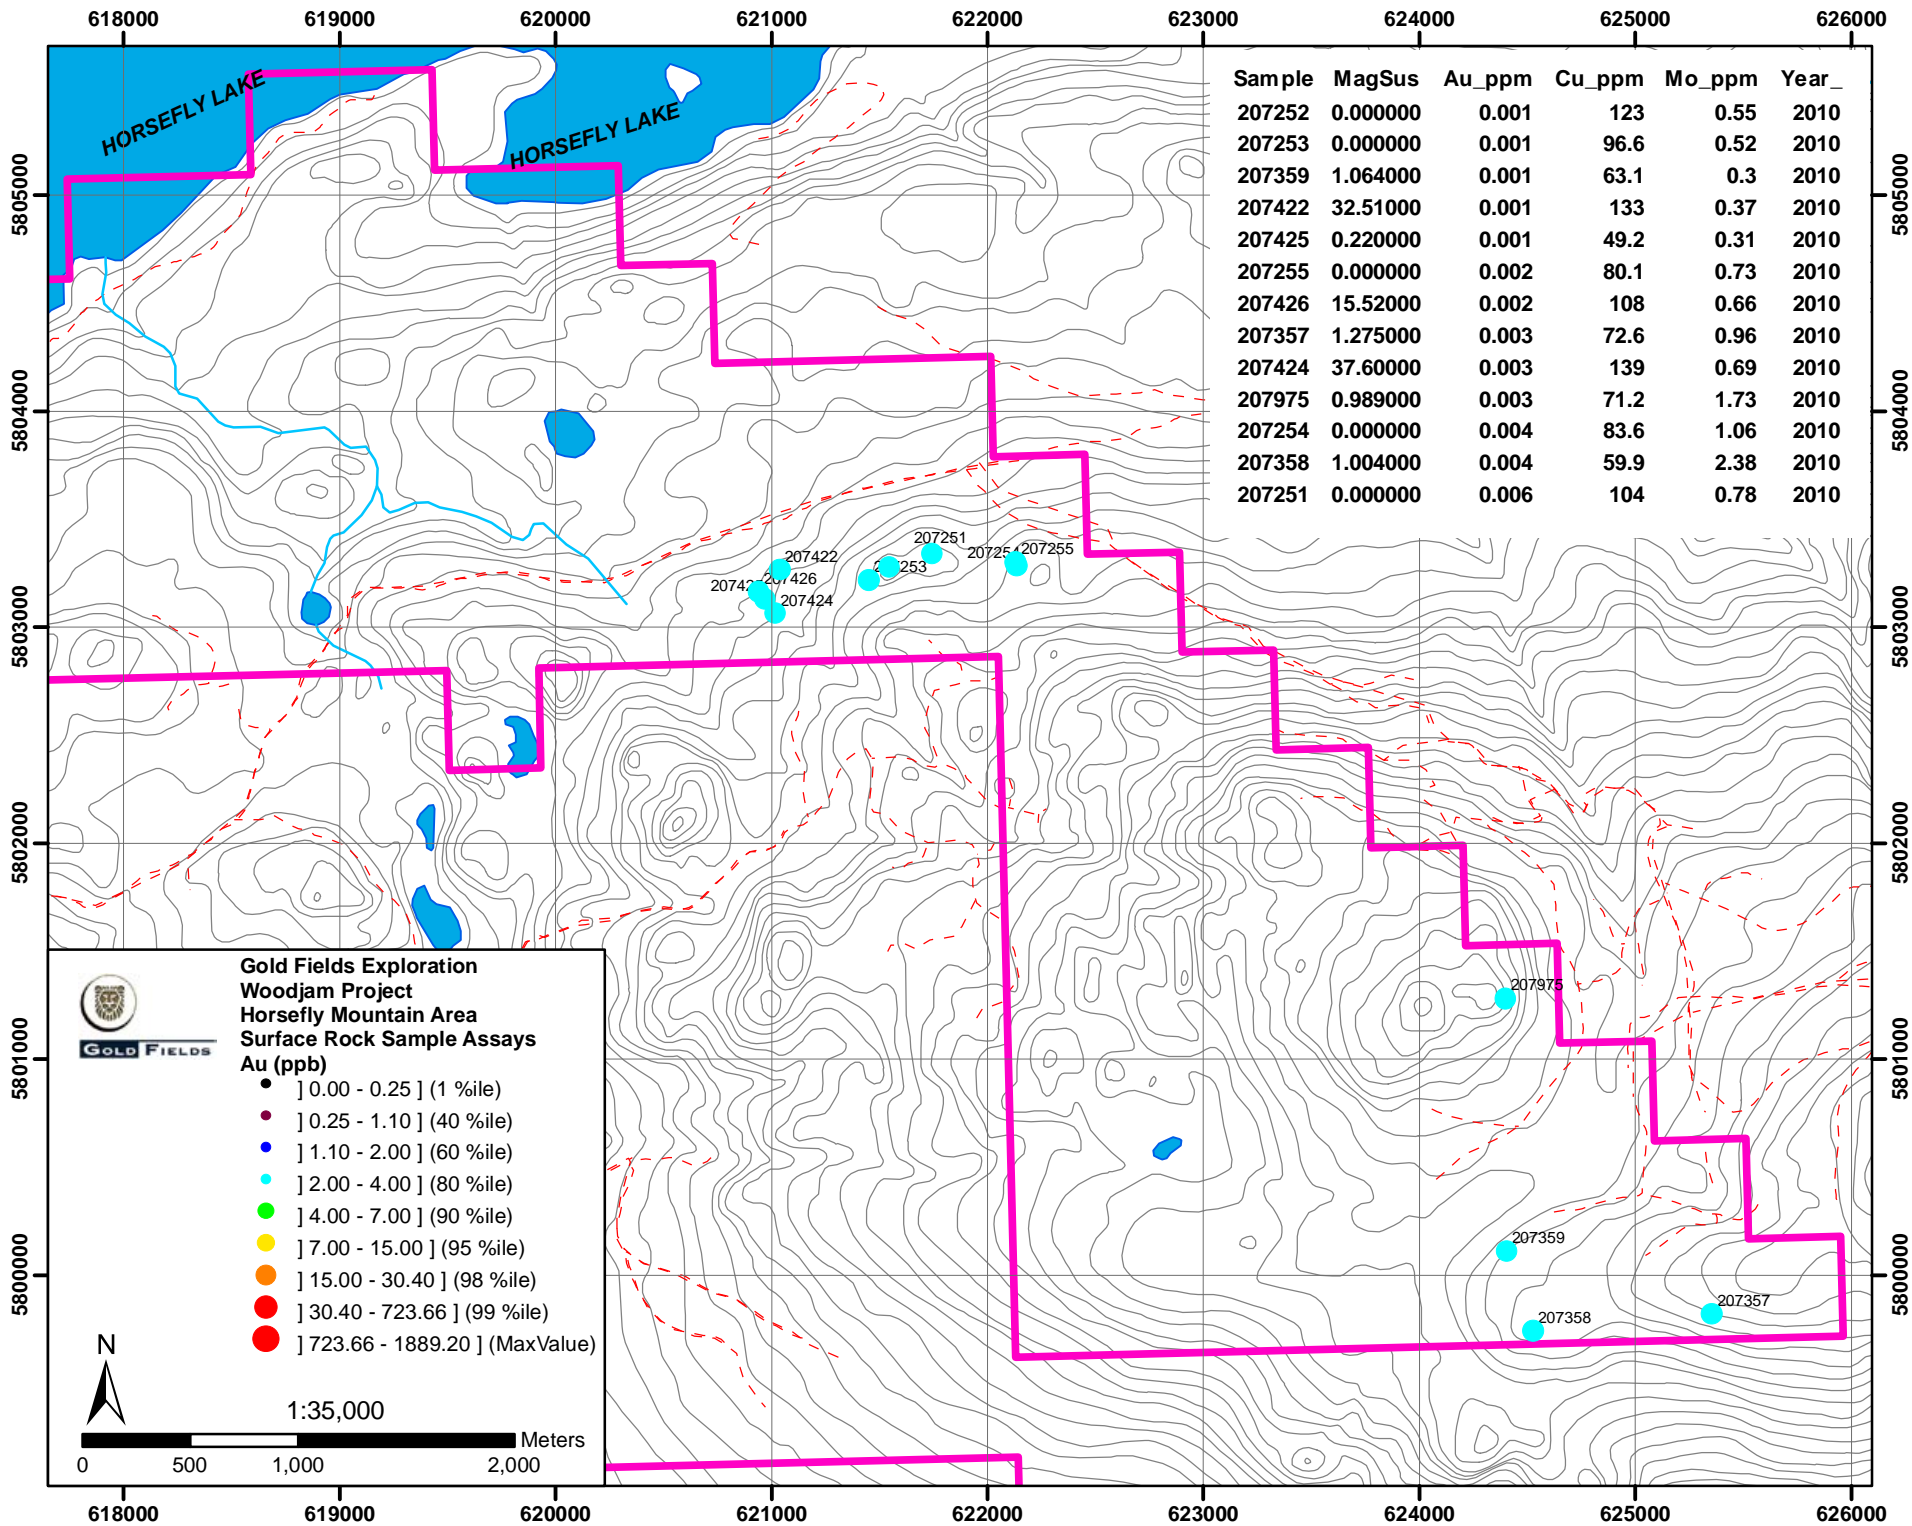 618000 619000 620000 621000 622000 623000 624000 625000 626000
HORSEFLY LAKE
HORSEFLY LAKE
Sample MagSus Au_ppm Cu_ppm Mo_ppm Year_
207252 0.000000 0.001 123 0.55 2010
207253 0.000000 0.001 96.6 0.52 2010
207359 1.064000 0.001 63.1 0.3 2010
207422 32.51000 0.001 133 0.37 2010
207425 0.220000 0.001 49.2 0.31 2010
207255 0.000000 0.002 80.1 0.73 2010
207426 15.52000 0.002 108 0.66 2010
207357 1.275000 0.003 72.6 0.96 2010
207424 37.60000 0.003 139 0.69 2010
207975 0.989000 0.003 71.2 1.73 2010
207254 0.000000 0.004 83.6 1.06 2010
207358 1.004000 0.004 59.9 2.38 2010
207251 0.000000 0.006 104 0.78 2010
5805000 5805000
5804000 5804000
207251
207254 207255
207422
207426
207424
5803000 5803000
5802000 5802000
207975
5801000 5801000
207359
5800000 5800000
207357
207358
GOLD FIELDS
Gold Fields Exploration
Woodjam Project
Horsefly Mountain Area
Surface Rock Sample Assays
Au (ppb)
] 0.00 - 0.25 ] (1 %ile)
] 0.25 - 1.10 ] (40 %ile)
] 1.10 - 2.00 ] (60 %ile)
] 2.00 - 4.00 ] (80 %ile)
] 4.00 - 7.00 ] (90 %ile)
] 7.00 - 15.00 ] (95 %ile)
] 15.00 - 30.40 ] (98 %ile)
] 30.40 - 723.66 ] (99 %ile)
] 723.66 - 1889.20 ] (MaxValue)
N
1:35,000
Meters
0 500 1,000 2,000
618000 619000 620000 621000 622000 623000 624000 625000 626000